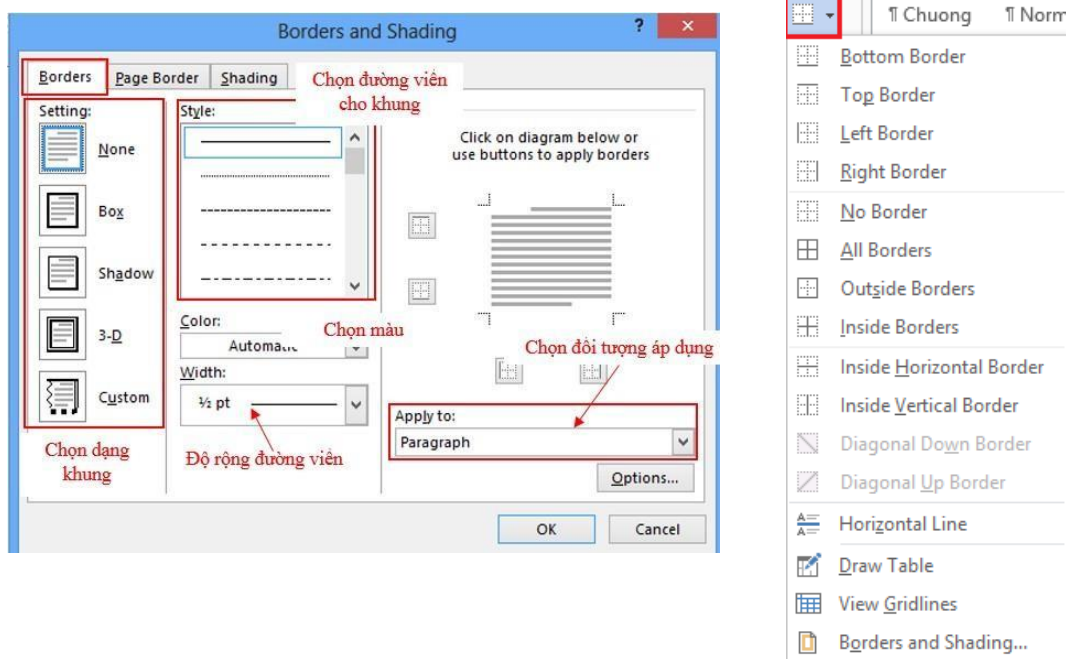 Borders and Shading
?
×
Borders
Page Border
Shading
Chọn đường viền
cho khung
Setting:
None
Box
Shadow
3-D
Custom
Chọn dạng
khung
Style:
Color:
Chọn màu
Width:
½ pt
Độ rộng đường viền
Click on diagram below or
use buttons to apply borders
Chọn đối tượng áp dụng
Apply to:
Paragraph
Options...
OK
Cancel
¶ Chuong
Bottom Border
Top Border
Left Border
Right Border
No Border
All Borders
Outside Borders
Inside Borders
Inside Horizontal Border
Inside Vertical Border
Diagonal Down Border
Diagonal Up Border
Horizontal Line
Draw Table
View Gridlines
Borders and Shading...